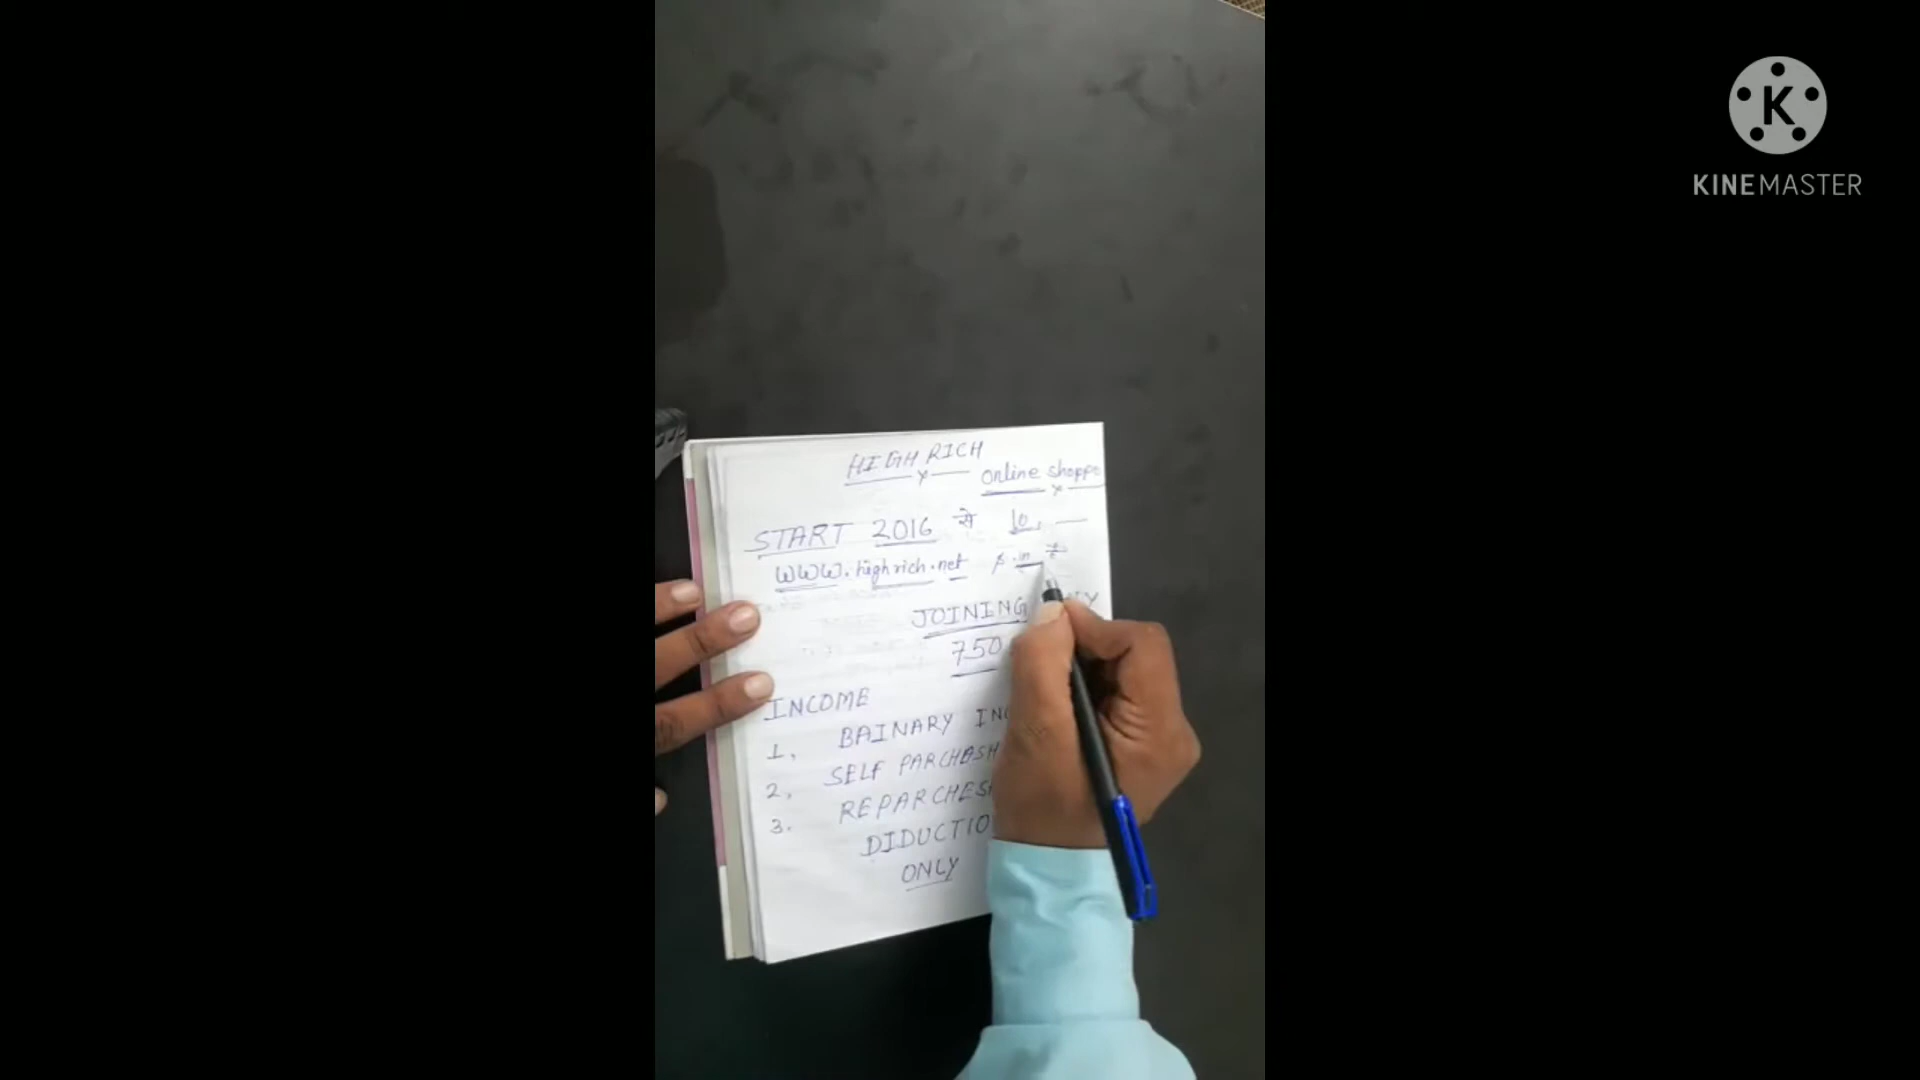 HIGH RICH
online shoppe
START 2016 से 10,
www.highrich.net .in
JOINING
750
INCOME
1, BAINARY INC
2, SELF PARCHASH
3. REPARCHES
DIDUCTIO
ONLY
K
KINEMASTER